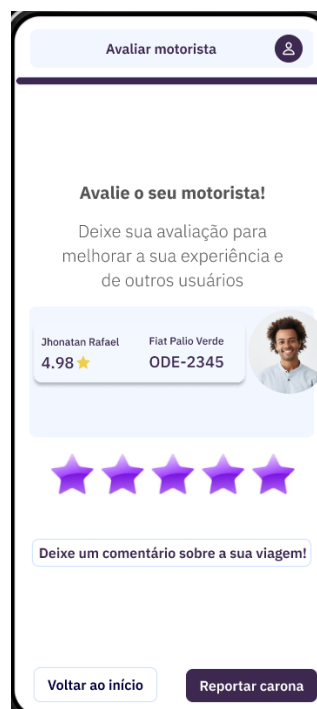 Avaliar motorista
Avalie o seu motorista!
Deixe sua avaliação para
melhorar a sua experiência e
de outros usuários
Jhonatan Rafael
4.98
Fiat Palio Verde
ODE-2345
Deixe um comentário sobre a sua viagem!
Voltar ao início
Reportar carona